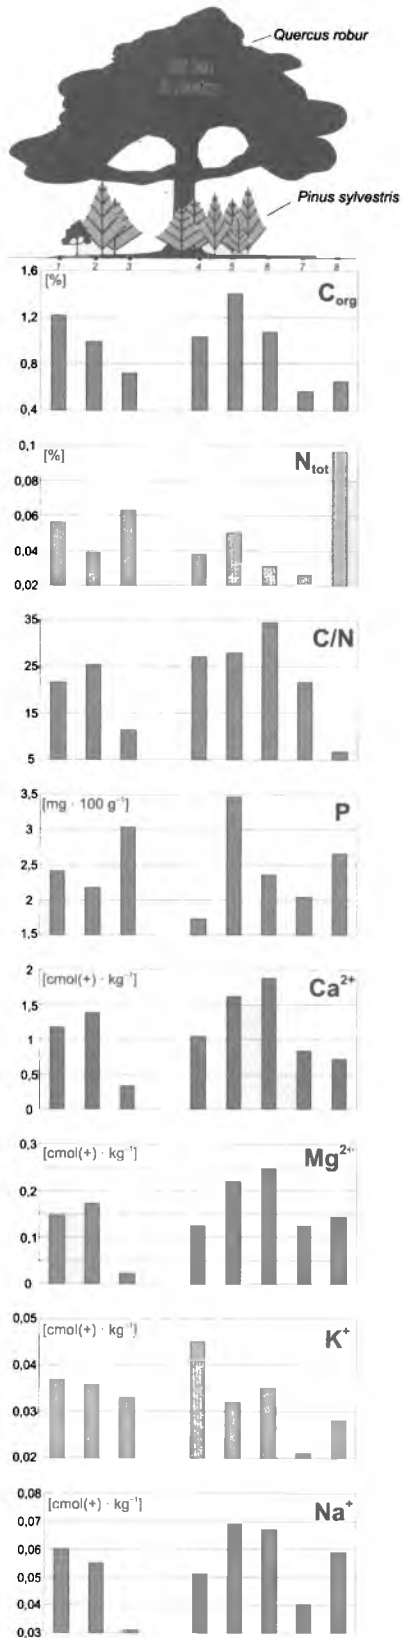 Quercus robur
Pinus sylvestris
1 2 3 4 5 6 7 8
1,6
[%]
C org
1,2
0,8
0,4
0,1
[%]
N tot
0,08
0,06
0,04
0,02
35
C/N
25
15
5
3,5
[mg · 100 g⁻¹]
P
3
2,5
2
1,5
2
[cmol(+) · kg⁻¹]
Ca²⁺
1,5
1
0,5
0
0,3
[cmol(+) · kg⁻¹]
Mg²⁺
0,2
0,1
0
0,05
[cmol(+) · kg⁻¹]
K⁺
0,04
0,03
0,02
0,08
[cmol(+) · kg⁻¹]
Na⁺
0,07
0,06
0,05
0,04
0,03